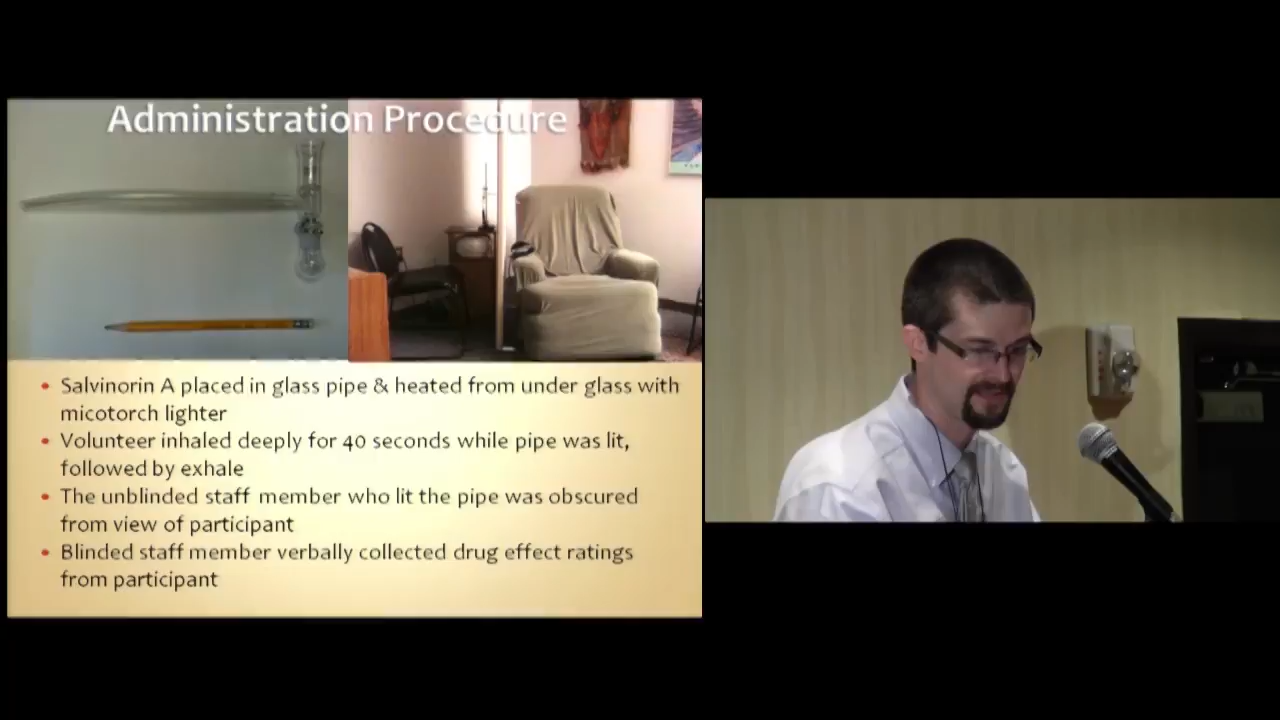 Administration Procedure
• Salvinorin A placed in glass pipe & heated from under glass with
micotorch lighter
• Volunteer inhaled deeply for 40 seconds while pipe was lit,
followed by exhale
• The unblinded staff member who lit the pipe was obscured
from view of participant
• Blinded staff member verbally collected drug effect ratings
from participant